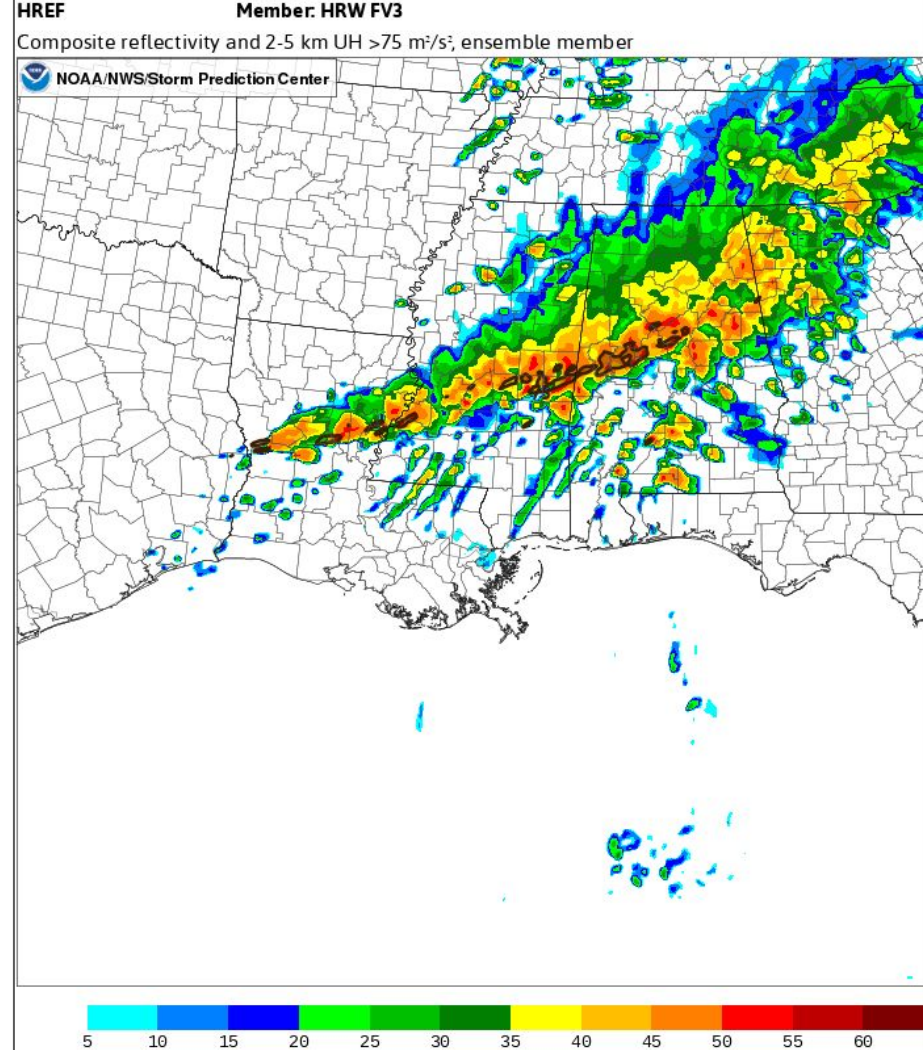 HREF Member: HRW FV3
Composite reflectivity and 2-5 km UH >75 m²/s², ensemble member
NOAA/NWS/Storm Prediction Center
5 10 15 20 25 30 35 40 45 50 55 60